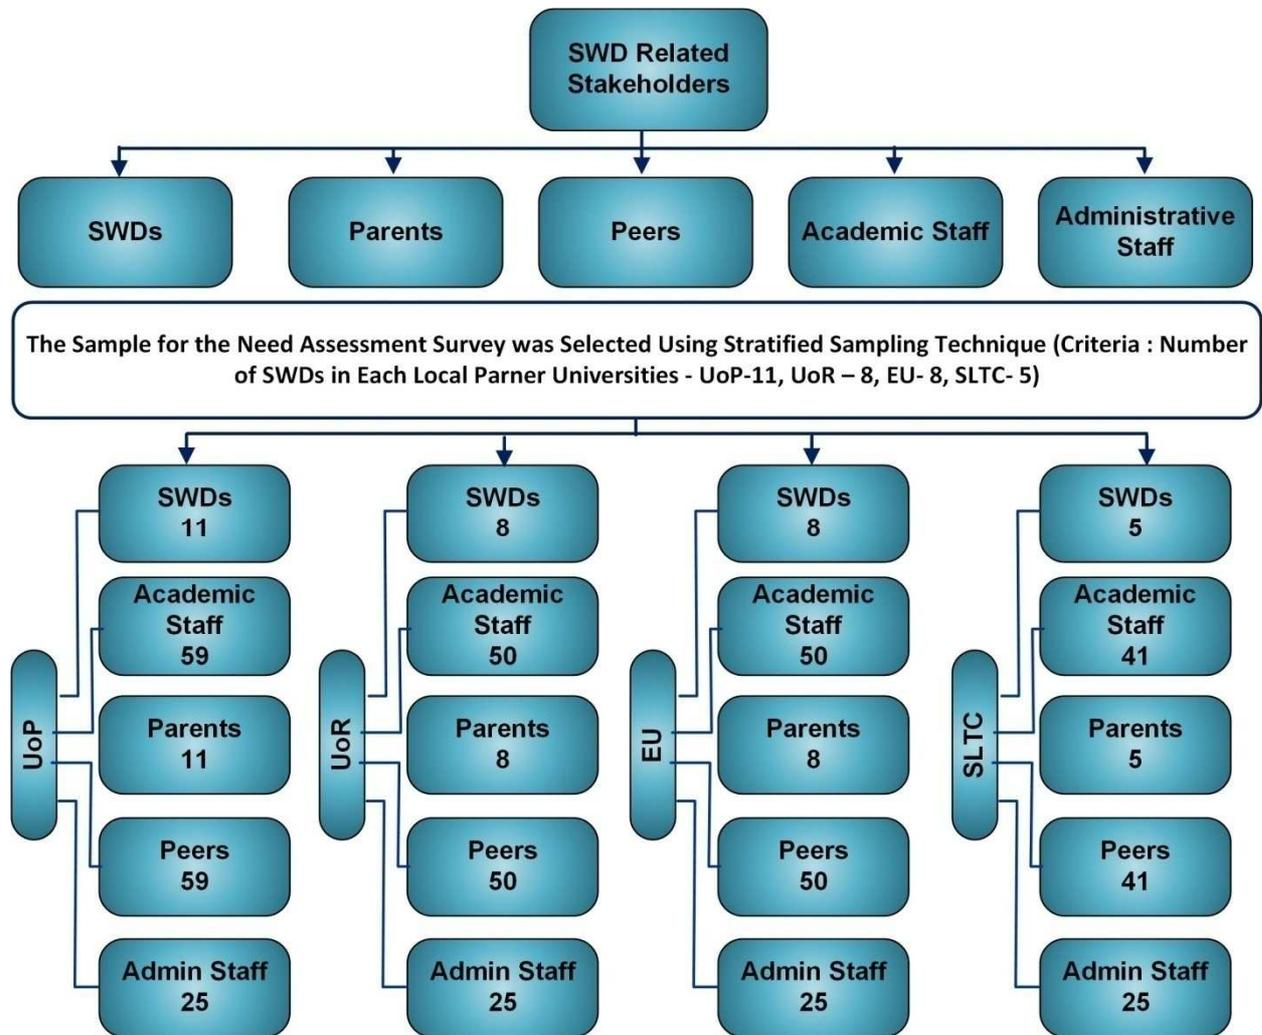 SWD Related
Stakeholders
SWDs
Parents
Peers
Academic Staff
Administrative
Staff
The Sample for the Need Assessment Survey was Selected Using Stratified Sampling Technique (Criteria : Number
of SWDs in Each Local Parner Universities - UoP-11, UoR – 8, EU- 8, SLTC- 5)
UoP
SWDs
11
Academic
Staff
59
Parents
11
Peers
59
Admin Staff
25
UoR
SWDs
8
Academic
Staff
50
Parents
8
Peers
50
Admin Staff
25
EU
SWDs
8
Academic
Staff
50
Parents
8
Peers
50
Admin Staff
25
SLTC
SWDs
5
Academic
Staff
41
Parents
5
Peers
41
Admin Staff
25